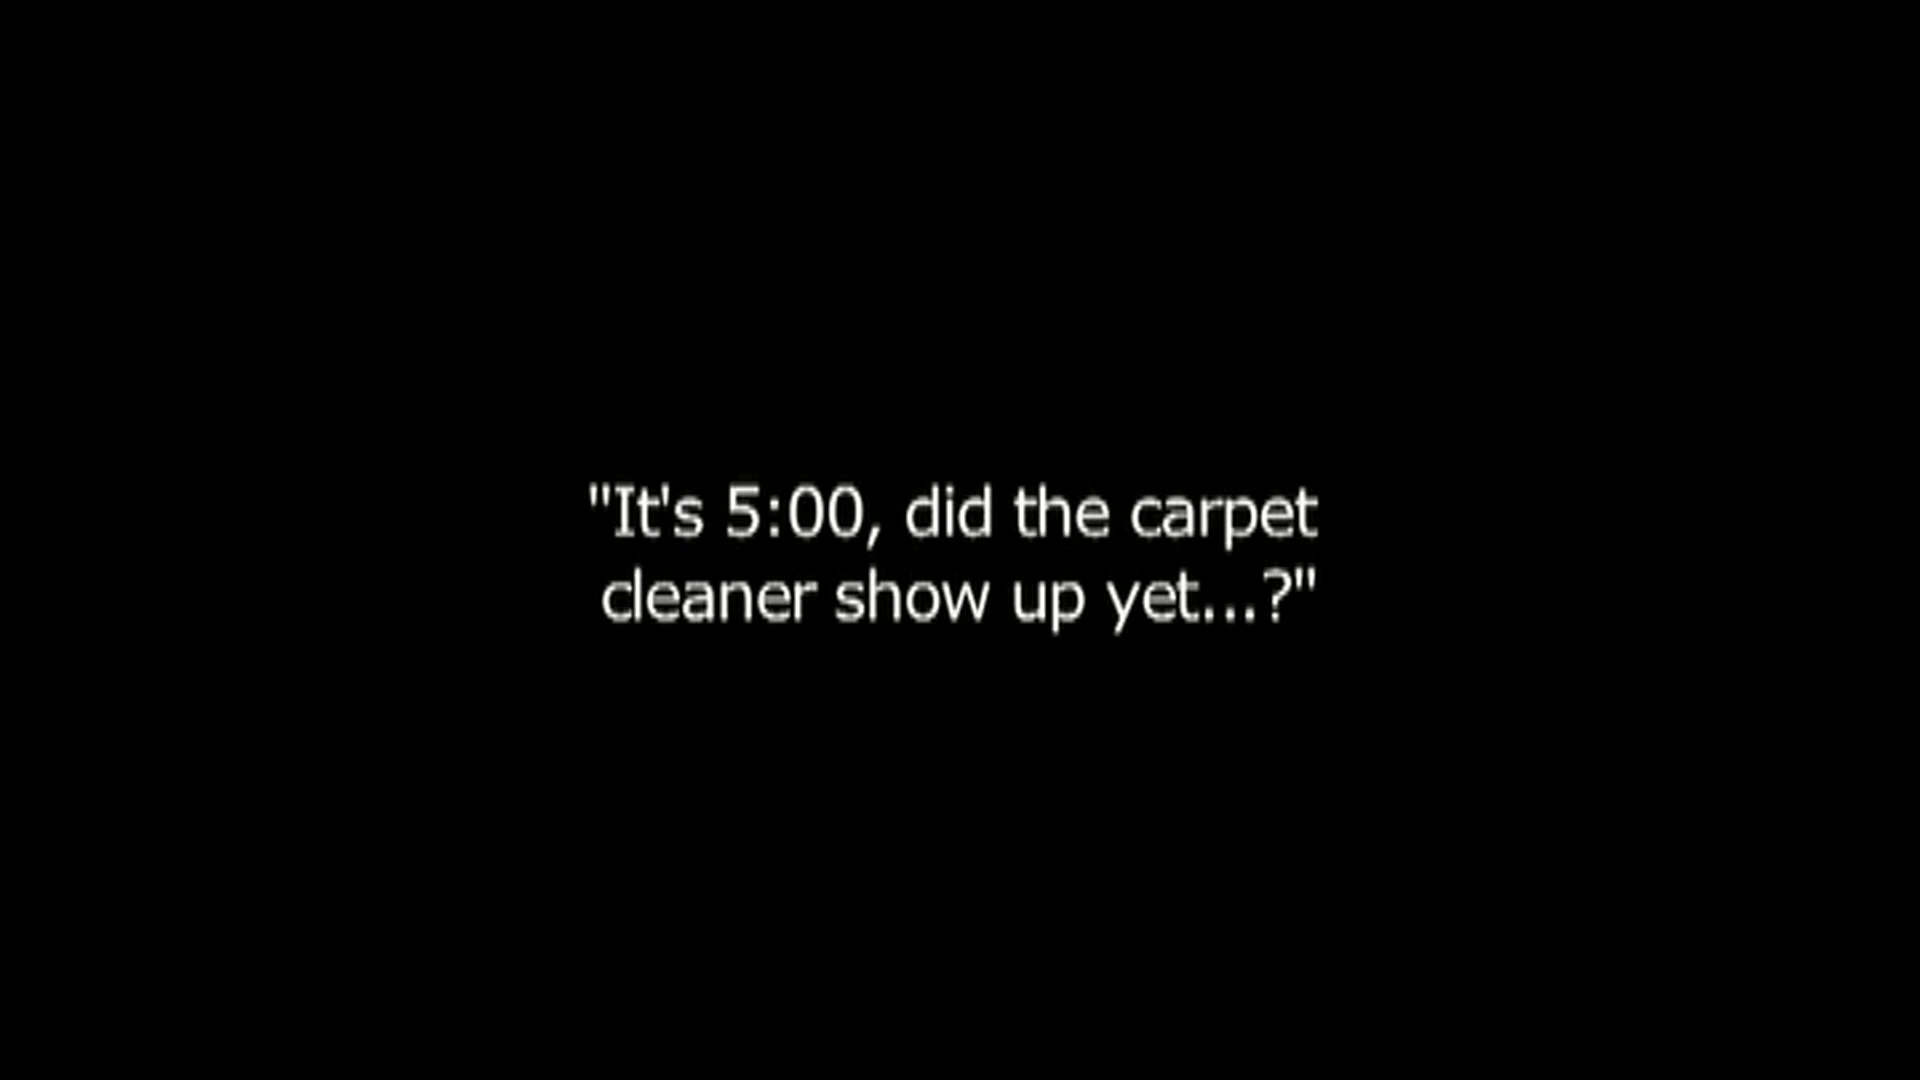 "It's 5:00, did the carpet
cleaner show up yet...?"